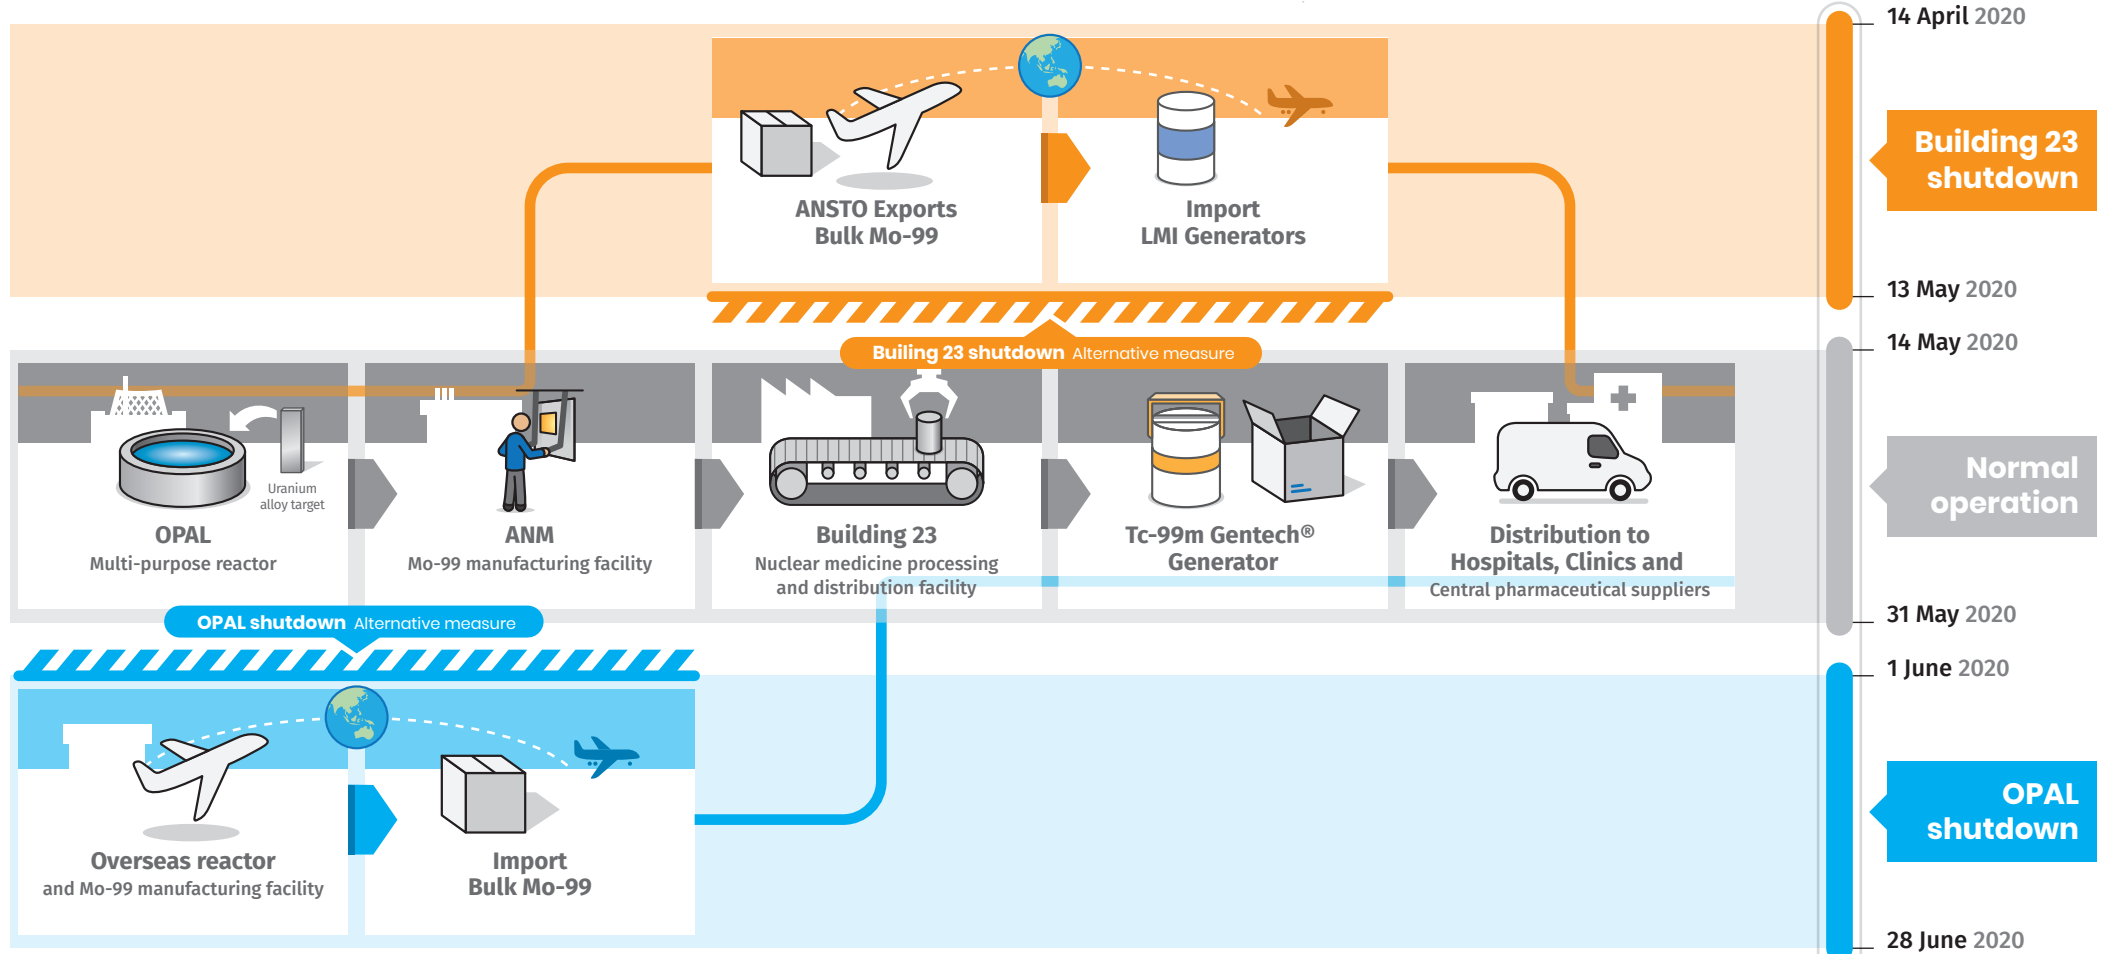 14 April 2020
Building 23
shutdown
ANSTO Exports
Bulk Mo-99
Import
LMI Generators
13 May 2020
Builing 23 shutdown Alternative measure
14 May 2020
Normal
operation
Uranium
alloy target
OPAL
Multi-purpose reactor
ANM
Mo-99 manufacturing facility
Building 23
Nuclear medicine processing
and distribution facility
Tc-99m Gentech®
Generator
Distribution to
Hospitals, Clinics and
Central pharmaceutical suppliers
31 May 2020
OPAL shutdown Alternative measure
1 June 2020
OPAL
shutdown
Overseas reactor
and Mo-99 manufacturing facility
Import
Bulk Mo-99
28 June 2020